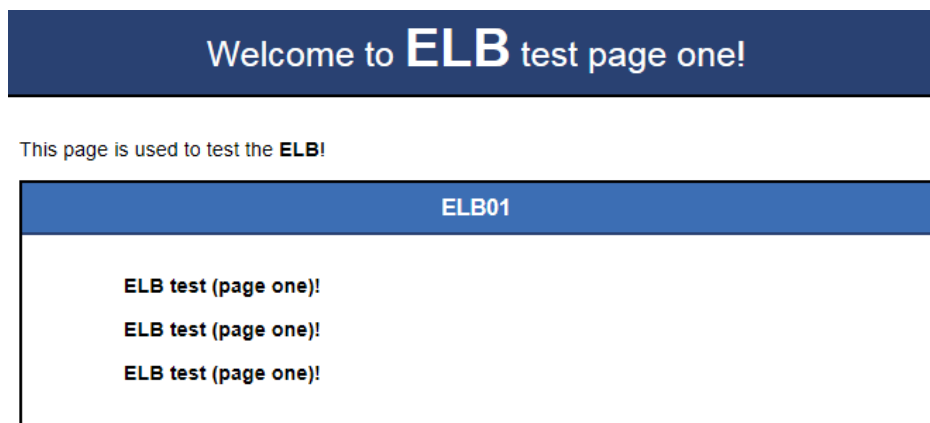 Welcome to ELB test page one!
This page is used to test the ELB!
ELB01
ELB test (page one)!
ELB test (page one)!
ELB test (page one)!